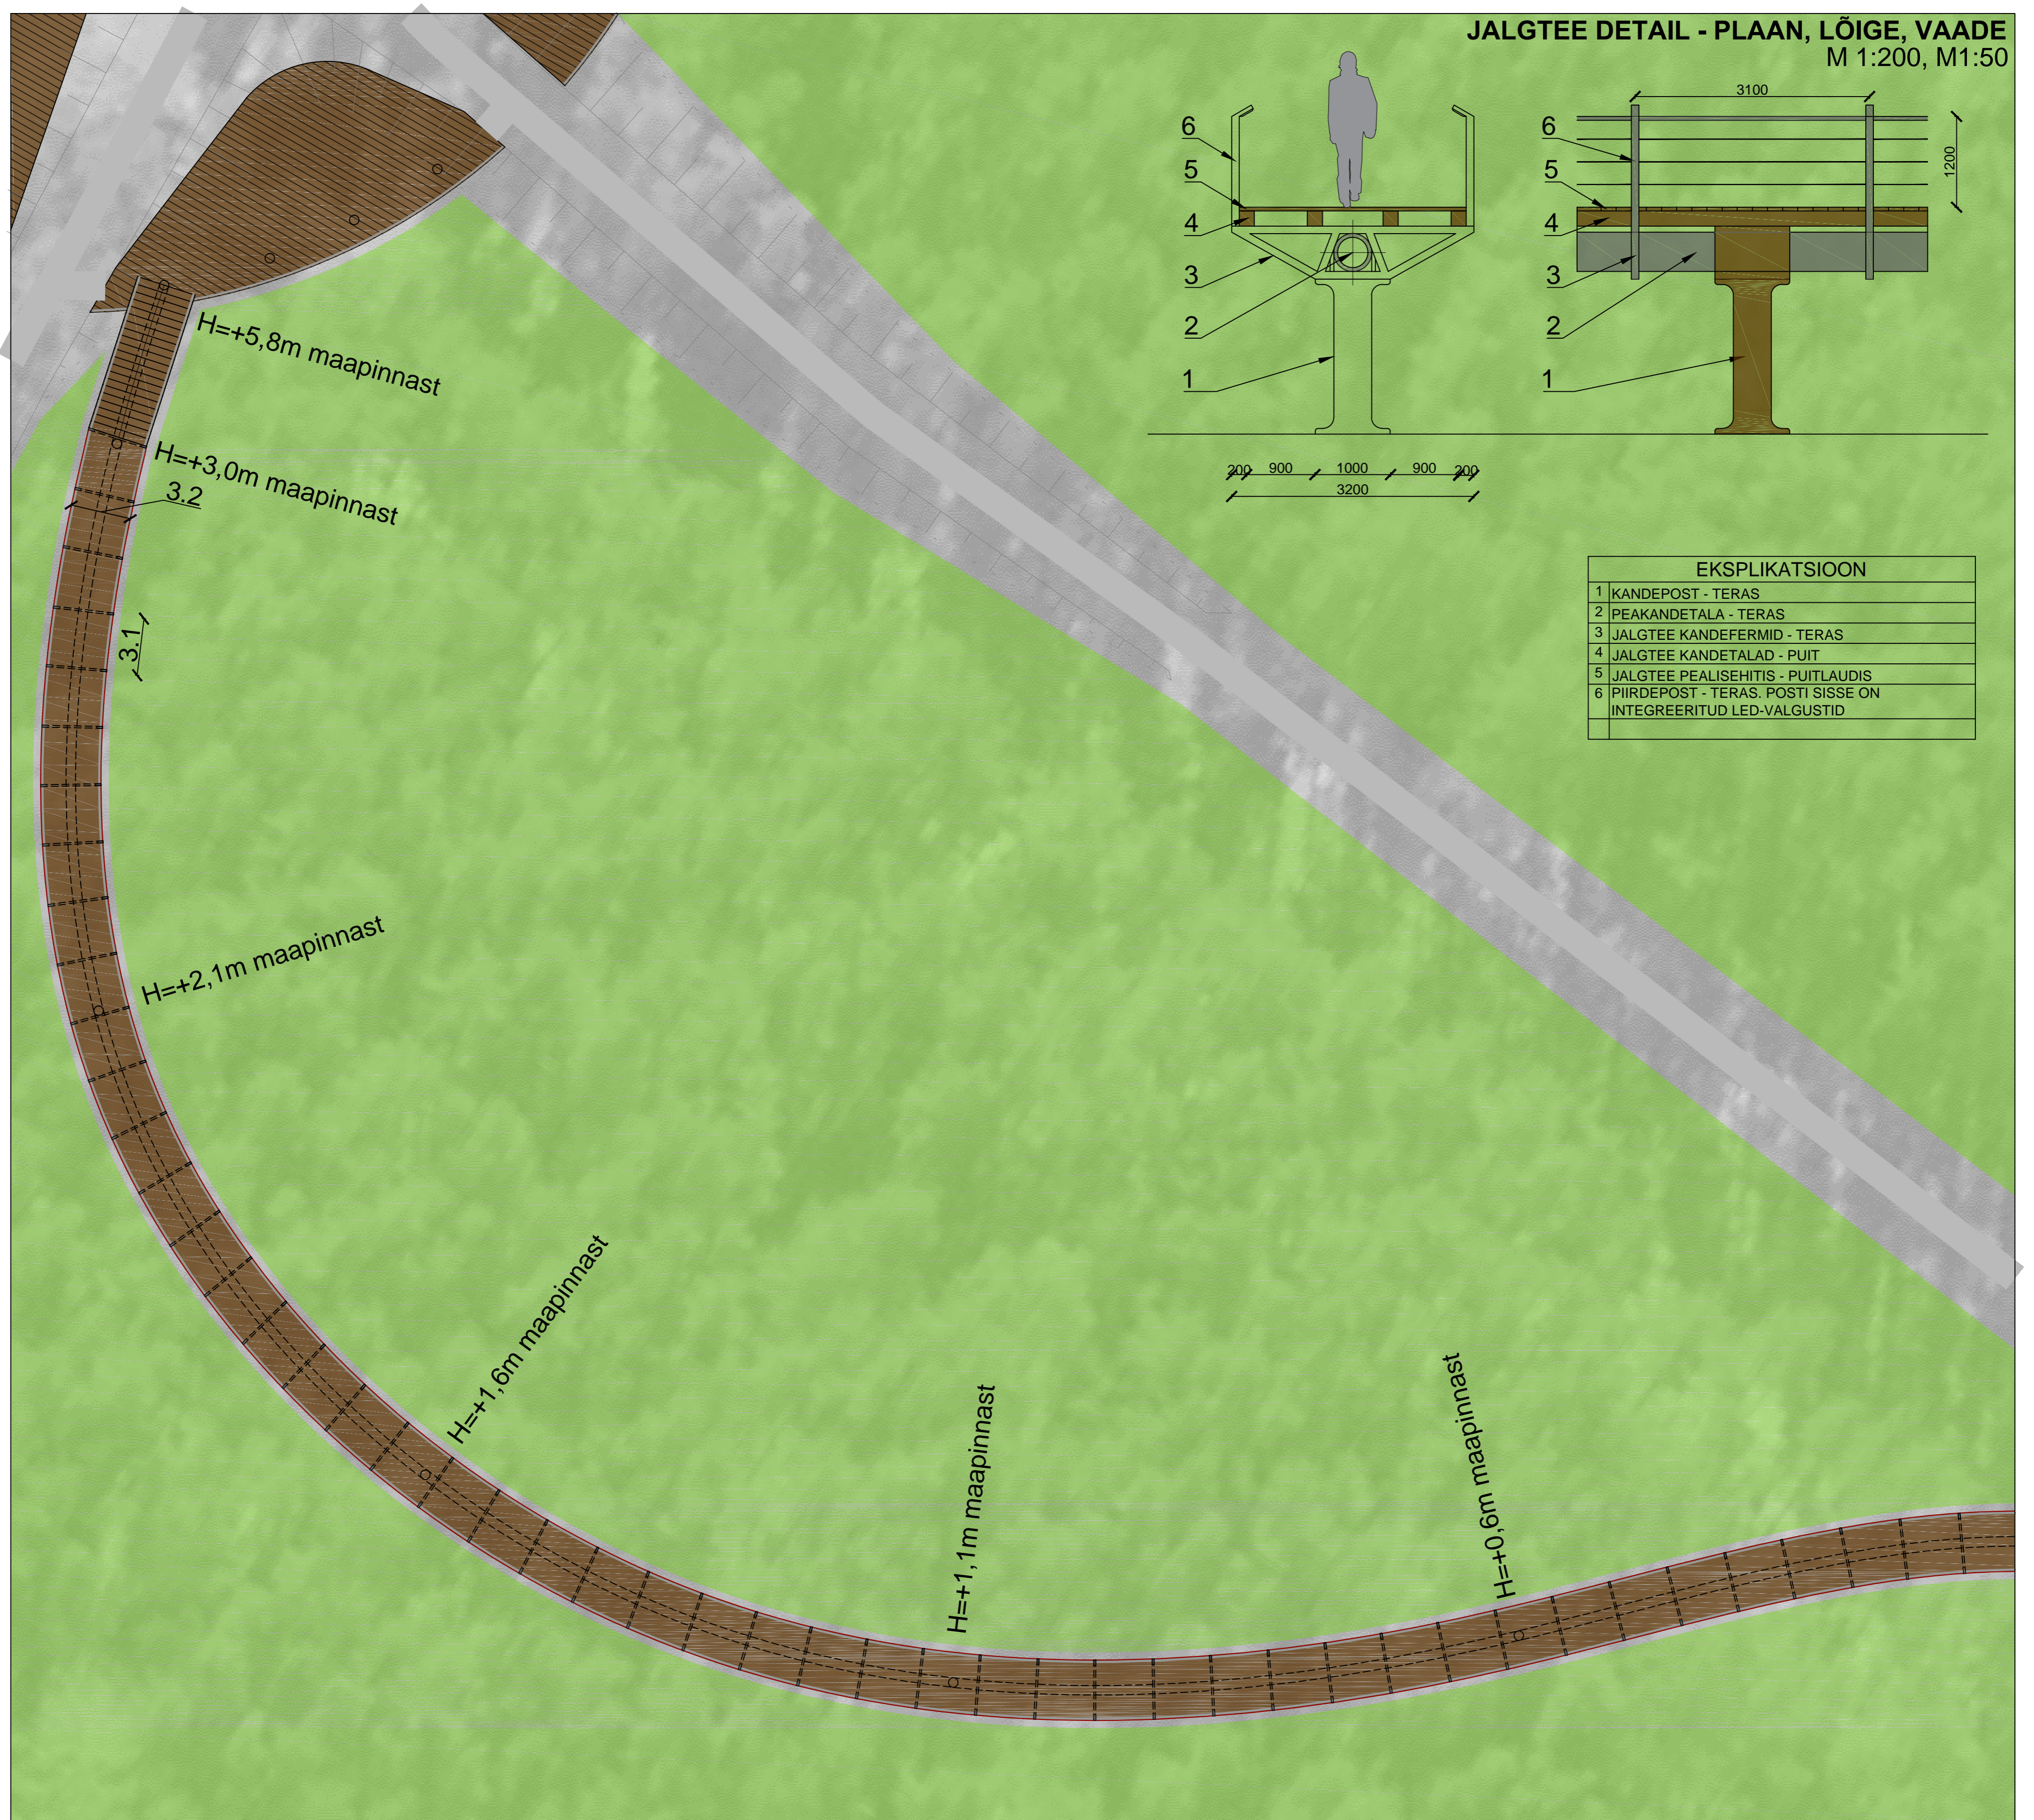 JALGTEE DETAIL - PLAAN, LÕIGE, VAADE
M 1:200, M1:50
6
5
4
3
2
1
200 900 1000 900 200
3200
3100
1200
6
5
4
3
2
1
EKSPLIKATSIOON
1 KANDEPOST - TERAS
2 PEAKANDETALA - TERAS
3 JALGTEE KANDEFERMID - TERAS
4 JALGTEE KANDETALAD - PUIT
5 JALGTEE PEALISEHITIS - PUITLAUDIS
6 PIIRDEPOST - TERAS. POSTI SISSE ON
INTEGREERITUD LED-VALGUSTID
H=+5,8m maapinnast
H=+3,0m maapinnast
3.2
3.1
H=+2,1m maapinnast
H=+1,6m maapinnast
H=+1,1m maapinnast
H=+0,6m maapinnast